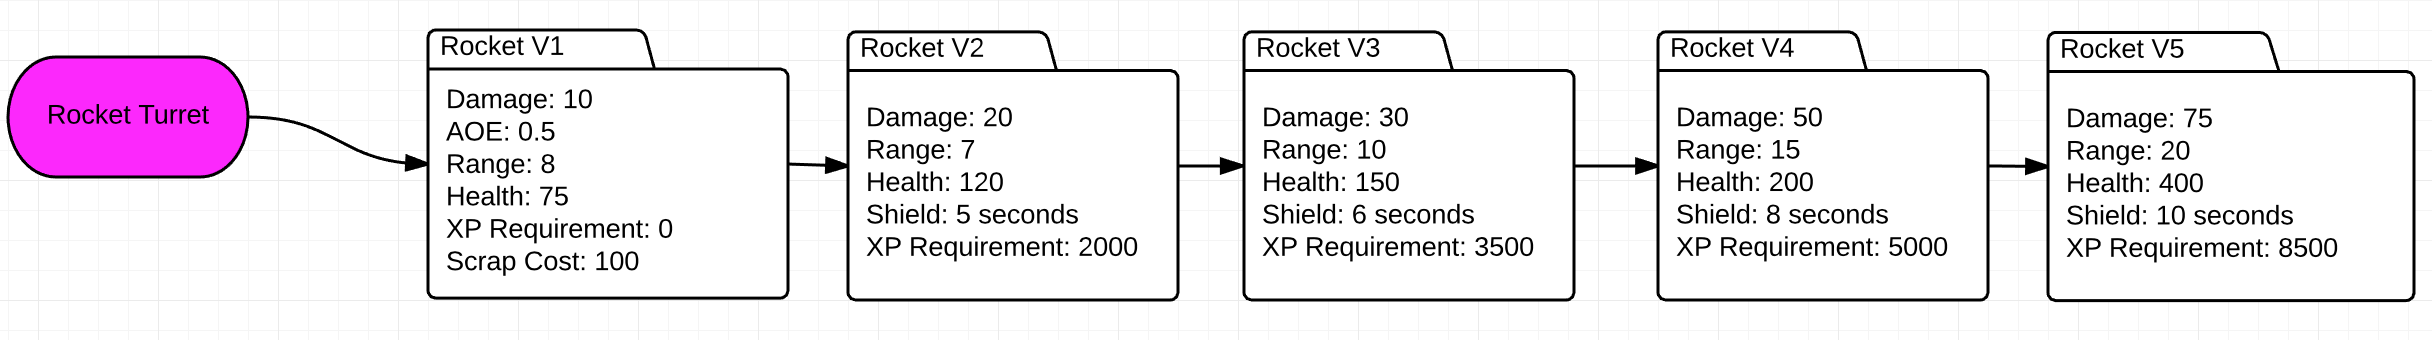 Rocket Turret
Rocket V1
Damage: 10
AOE: 0.5
Range: 8
Health: 75
XP Requirement: 0
Scrap Cost: 100
Rocket V2
Damage: 20
Range: 7
Health: 120
Shield: 5 seconds
XP Requirement: 2000
Rocket V3
Damage: 30
Range: 10
Health: 150
Shield: 6 seconds
XP Requirement: 3500
Rocket V4
Damage: 50
Range: 15
Health: 200
Shield: 8 seconds
XP Requirement: 5000
Rocket V5
Damage: 75
Range: 20
Health: 400
Shield: 10 seconds
XP Requirement: 8500